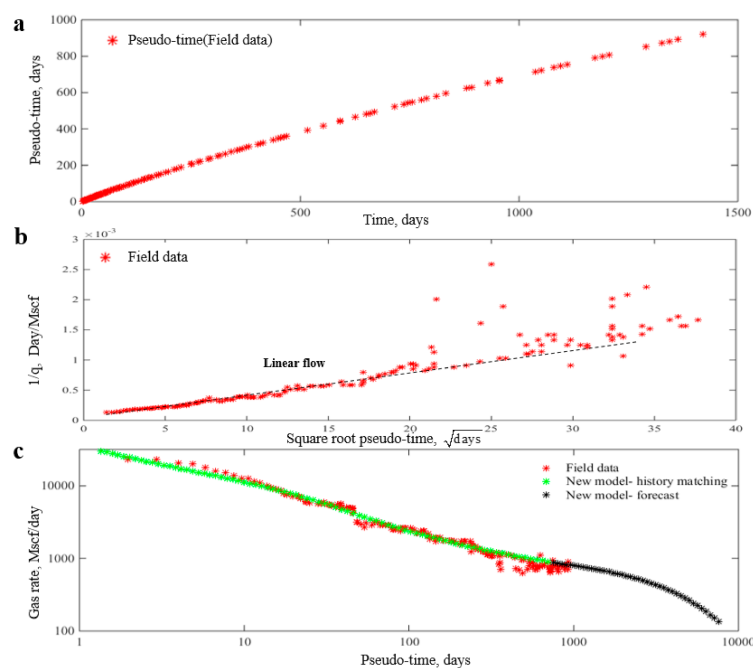 a
1000
800
600
400
200
0
Pseudo-time, days
Pseudo-time(Field data)
0
500
1000
1500
Time, days
b
× 10⁻³
3
2.5
2
1.5
1
0.5
0
1/q, Day/Mscf
Field data
Linear flow
0
5
10
15
20
25
30
35
40
Square root pseudo-time, √days
c
10000
1000
100
Gas rate, Mscf/day
Field data
New model- history matching
New model- forecast
1
10
100
1000
10000
Pseudo-time, days